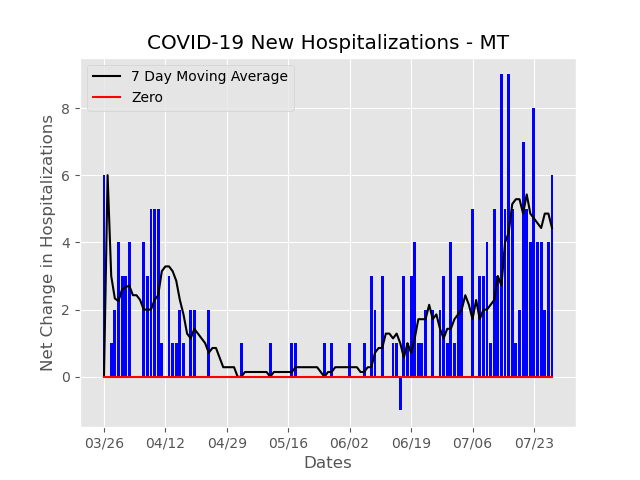 COVID-19 New Hospitalizations - MT
7 Day Moving Average
Zero
Net Change in Hospitalizations
8
6
4
2
0
03/26 04/12 04/29 05/16 06/02 06/19 07/06 07/23
Dates